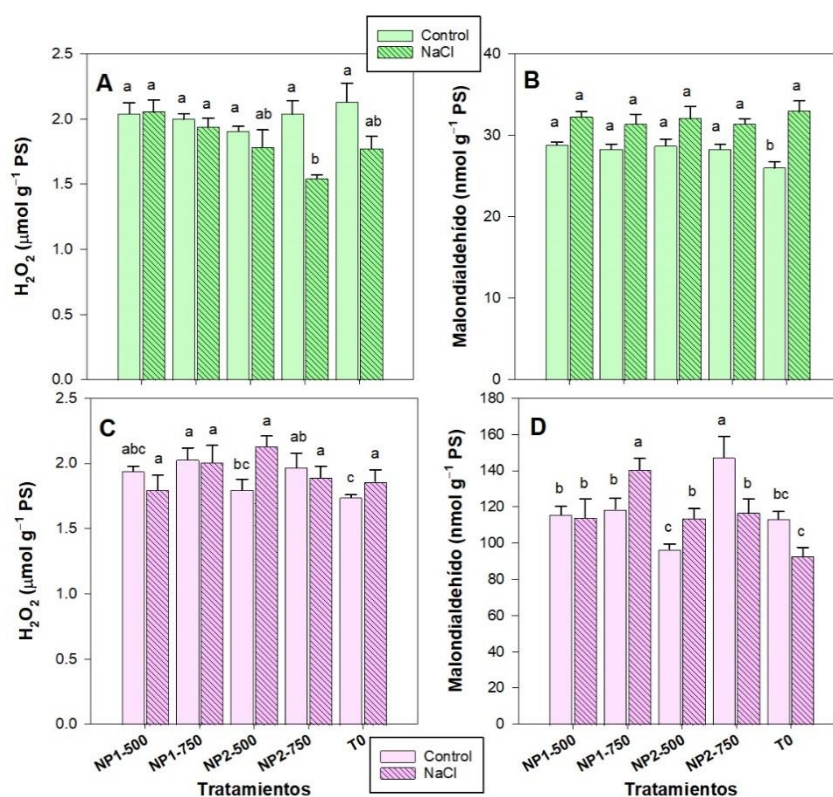 Control
NaCl
A
H₂O₂ (μmol g⁻¹ PS)
2.5
2.0
1.5
1.0
0.5
0.0
a a a a a ab a b a ab
B
Malondialdehído (nmol g⁻¹ PS)
40
30
20
10
0
a a a a a a a a b a
C
H₂O₂ (μmol g⁻¹ PS)
2.5
2.0
1.5
1.0
0.5
0.0
abc a a a bc a ab a c a
NP1-500 NP1-750 NP2-500 NP2-750 T0
Tratamientos
D
Malondialdehído (nmol g⁻¹ PS)
180
160
140
120
100
80
60
40
20
0
b b b a c b a b bc c
NP1-500 NP1-750 NP2-500 NP2-750 T0
Tratamientos
Control
NaCl